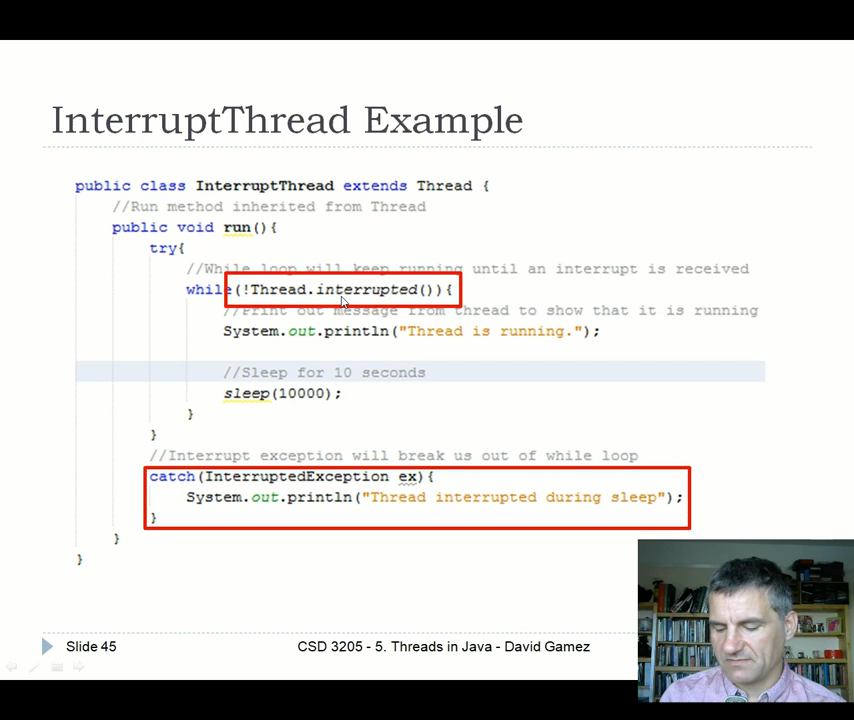 InterruptThread Example
public class InterruptThread extends Thread {
//Run method inherited from Thread
public void run(){
try{
//While loop will keep running until an interrupt is received
while(!Thread.interrupted()){
//Print out message from thread to show that it is running
System.out.println("Thread is running.");
//Sleep for 10 seconds
sleep(10000);
}
}
//Interrupt exception will break us out of while loop
catch(InterruptedException ex){
System.out.println("Thread interrupted during sleep");
}
}
}
Slide 45
CSD 3205 - 5. Threads in Java - David Gamez